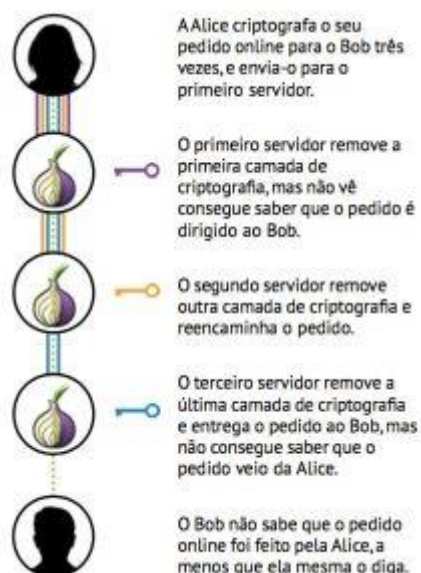 A Alice criptografa o seu
pedido online para o Bob três
vezes, e envia-o para o
primeiro servidor.
O primeiro servidor remove a
primeira camada de
criptografia, mas não vê
consegue saber que o pedido é
dirigido ao Bob.
O segundo servidor remove
outra camada de criptografia e
reencaminha o pedido.
O terceiro servidor remove a
última camada de criptografia
e entrega o pedido ao Bob, mas
não consegue saber que o
pedido veio da Alice.
O Bob não sabe que o pedido
online foi feito pela Alice, a
menos que ela mesma o diga.